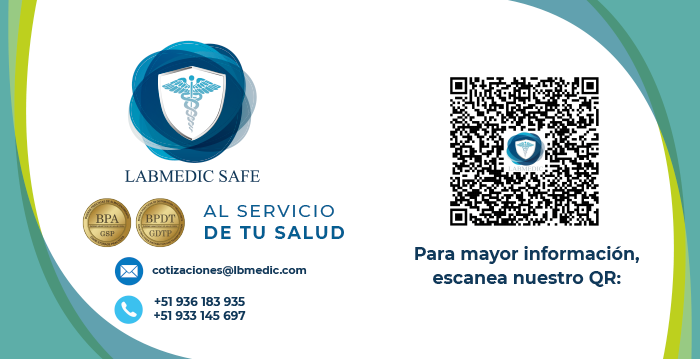 LABMEDIC SAFE
BPA
GSP
BPDT
GDTP
AL SERVICIO
DE TU SALUD
cotizaciones@lbmedic.com
+51 936 183 935
+51 933 145 697
LABMEDIC
Para mayor información,
escanea nuestro QR: